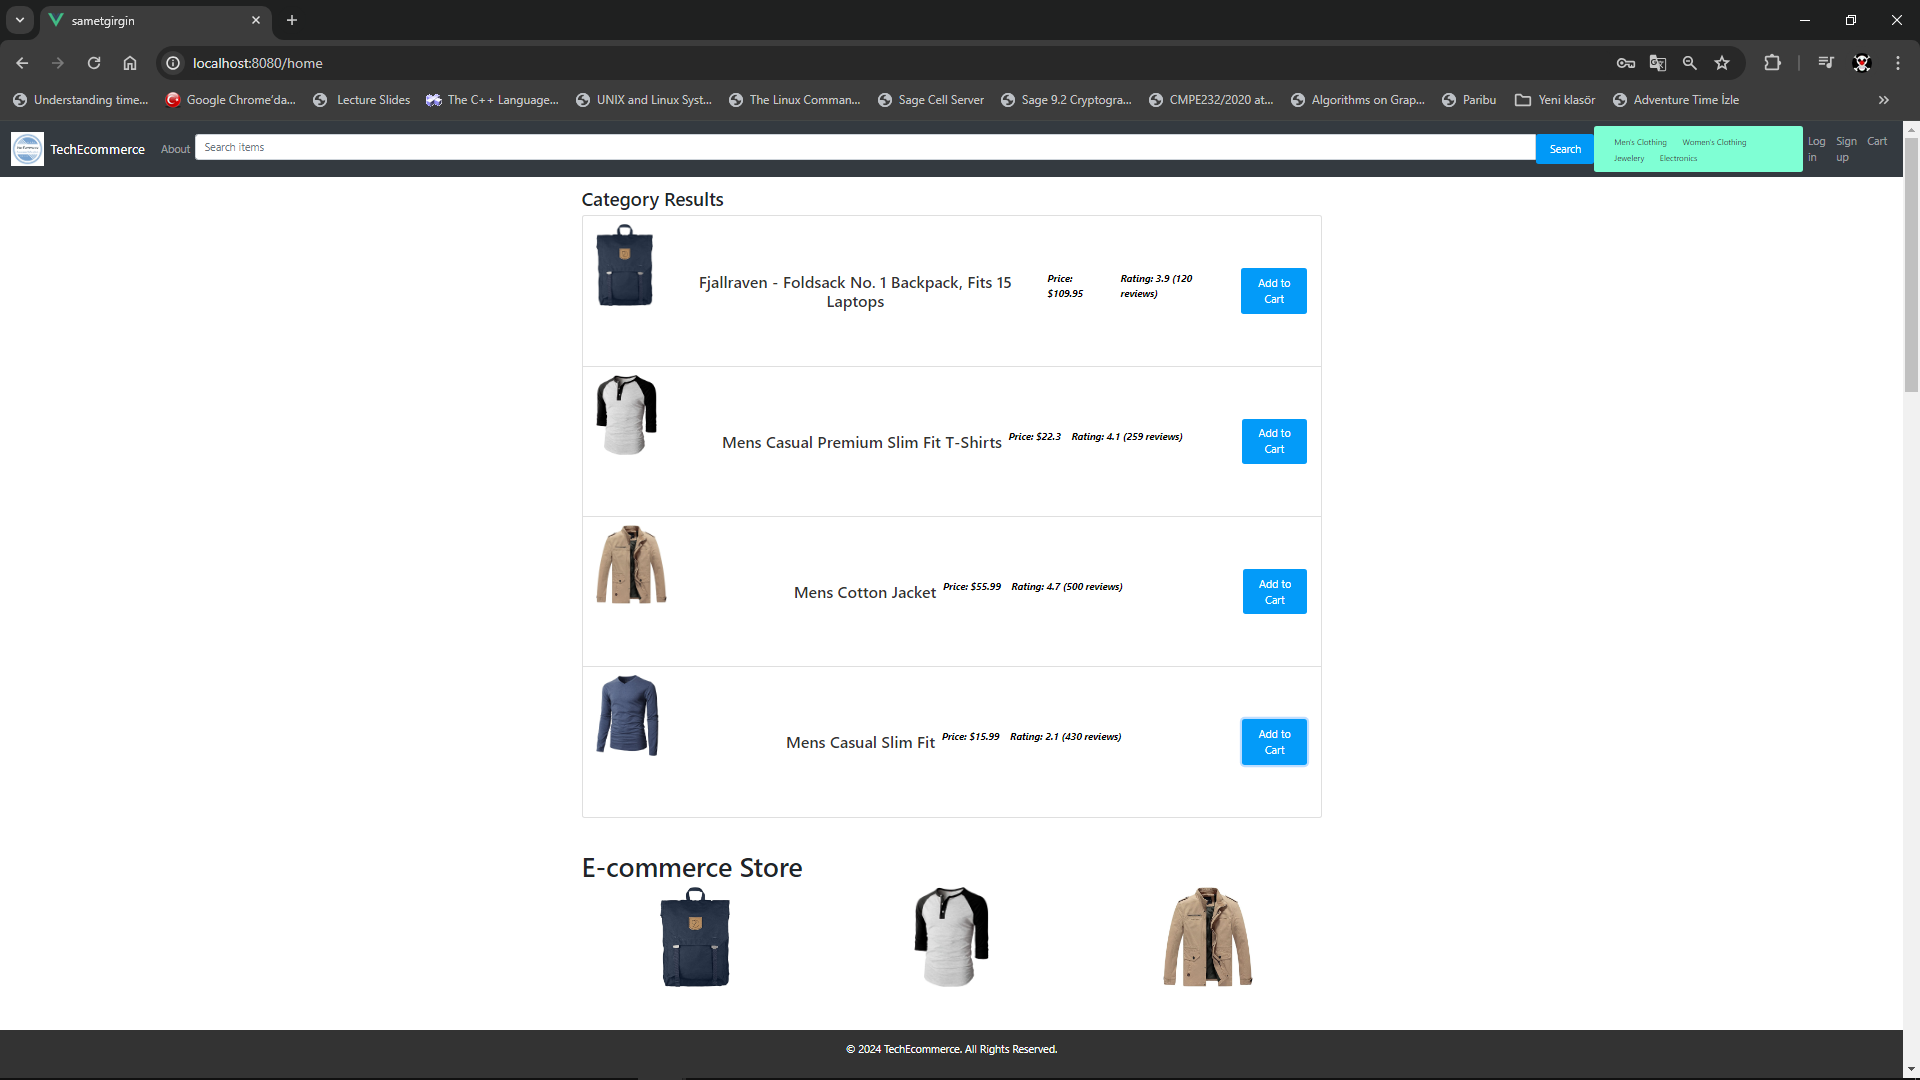 sametgirgin
localhost:8080/home
Understanding time...
Google Chrome'da...
Lecture Slides
The C++ Language...
UNIX and Linux Syst...
The Linux Comman...
Sage Cell Server
Sage 9.2 Cryptogra...
CMPE232/2020 at...
Algorithms on Grap...
Paribu
Yeni klasör
Adventure Time İzle
TechEcommerce
About
Search items
Search
Men's Clothing
Women's Clothing
Jewelery
Electronics
Log
in
Sign
up
Cart
Category Results
Fjallraven - Foldsack No. 1 Backpack, Fits 15
Laptops
Price:
$109.95
Rating: 3.9 (120
reviews)
Add to
Cart
Mens Casual Premium Slim Fit T-Shirts
Price: $22.3
Rating: 4.1 (259 reviews)
Add to
Cart
Mens Cotton Jacket
Price: $55.99
Rating: 4.7 (500 reviews)
Add to
Cart
Mens Casual Slim Fit
Price: $15.99
Rating: 2.1 (430 reviews)
Add to
Cart
E-commerce Store
© 2024 TechEcommerce. All Rights Reserved.